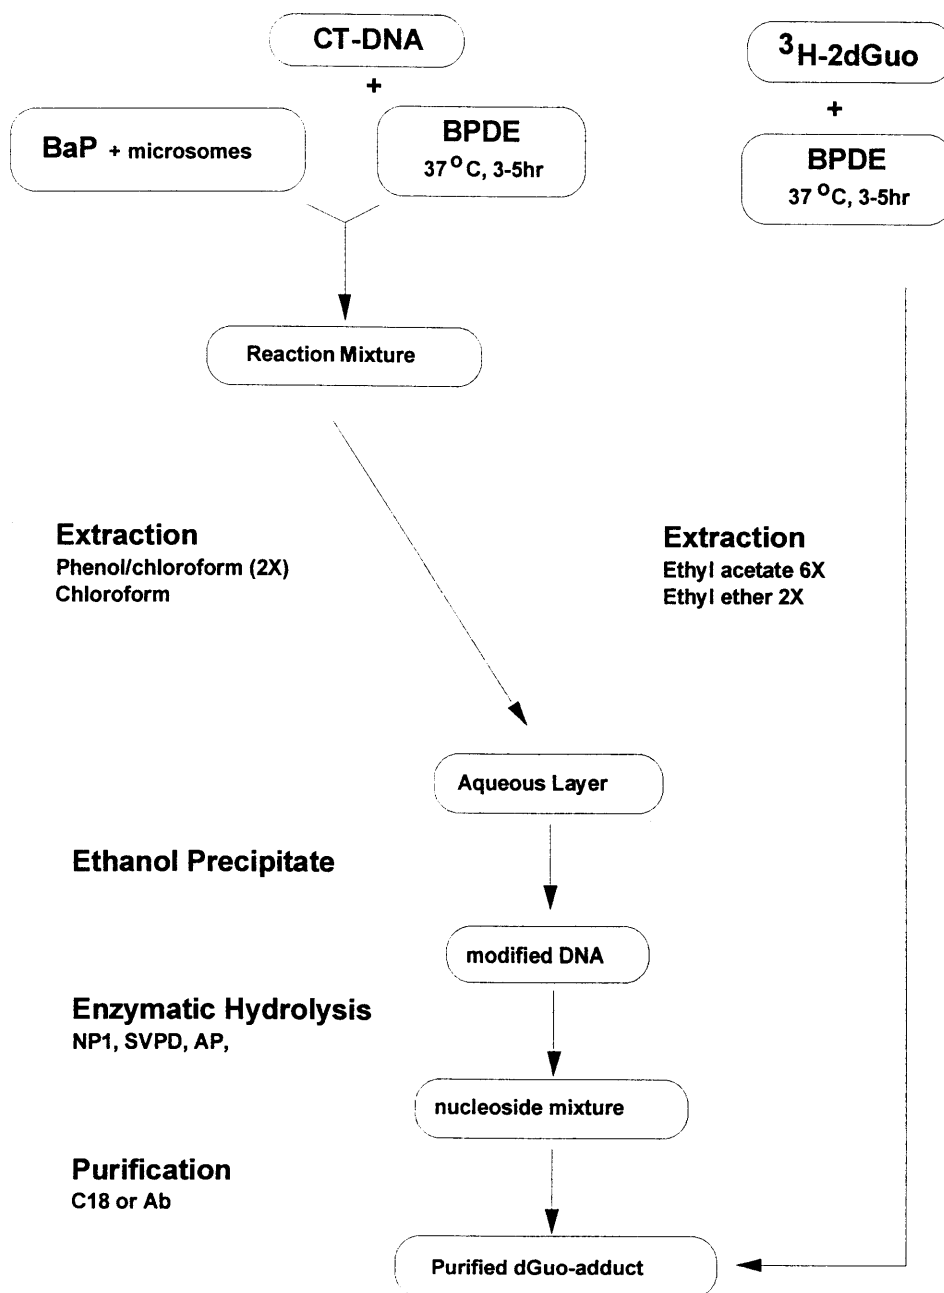 CT-DNA
+
BaP + microsomes
BPDE
37 °C, 3-5hr
³H-2dGuo
+
BPDE
37 °C, 3-5hr
Reaction Mixture
Extraction
Phenol/chloroform (2X)
Chloroform
Extraction
Ethyl acetate 6X
Ethyl ether 2X
Aqueous Layer
Ethanol Precipitate
modified DNA
Enzymatic Hydrolysis
NP1, SVPD, AP,
nucleoside mixture
Purification
C18 or Ab
Purified dGuo-adduct